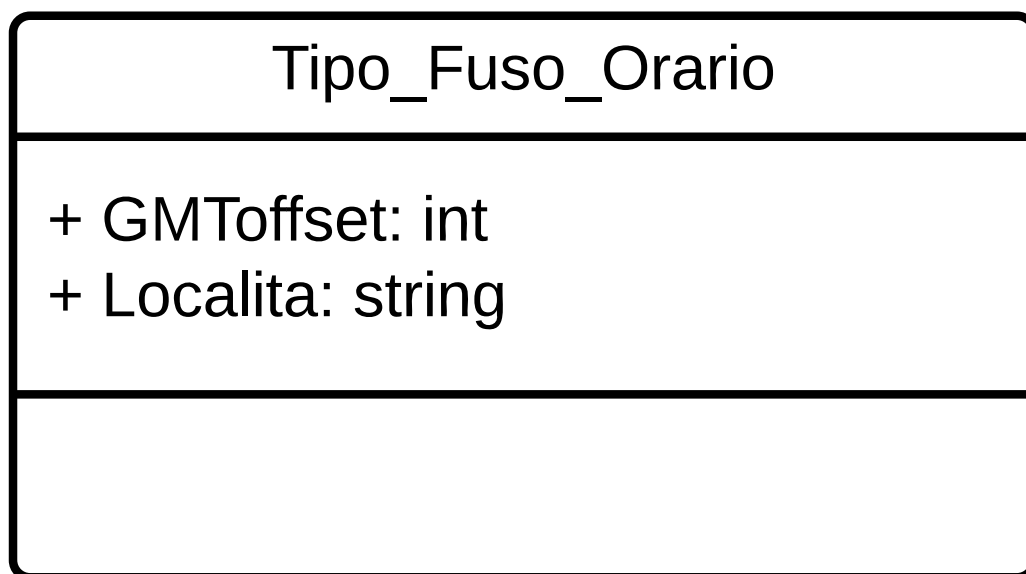 Tipo_Fuso_Orario
+ GMToffset: int
+ Localita: string